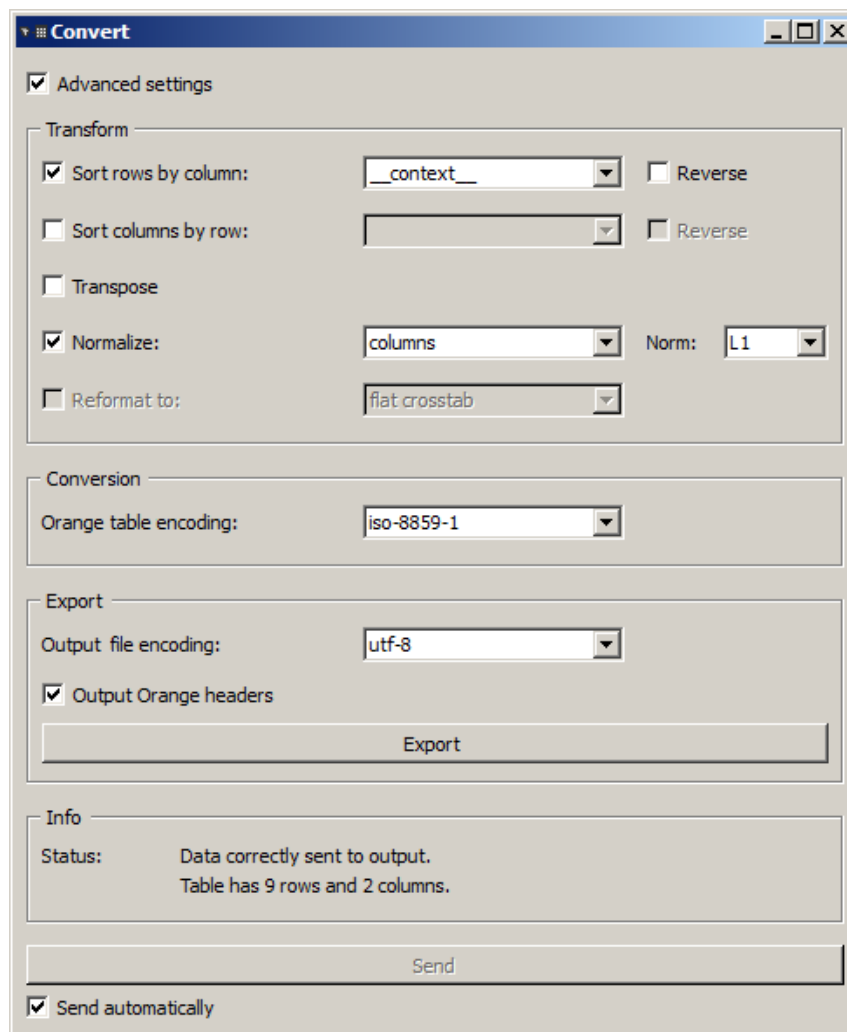 Convert
Advanced settings
Transform
Sort rows by column: __context__ Reverse
Sort columns by row: Reverse
Transpose
Normalize: columns Norm: L1
Reformat to: flat crosstab
Conversion
Orange table encoding: iso-8859-1
Export
Output file encoding: utf-8
Output Orange headers
Export
Info
Status: Data correctly sent to output.
Table has 9 rows and 2 columns.
Send
Send automatically